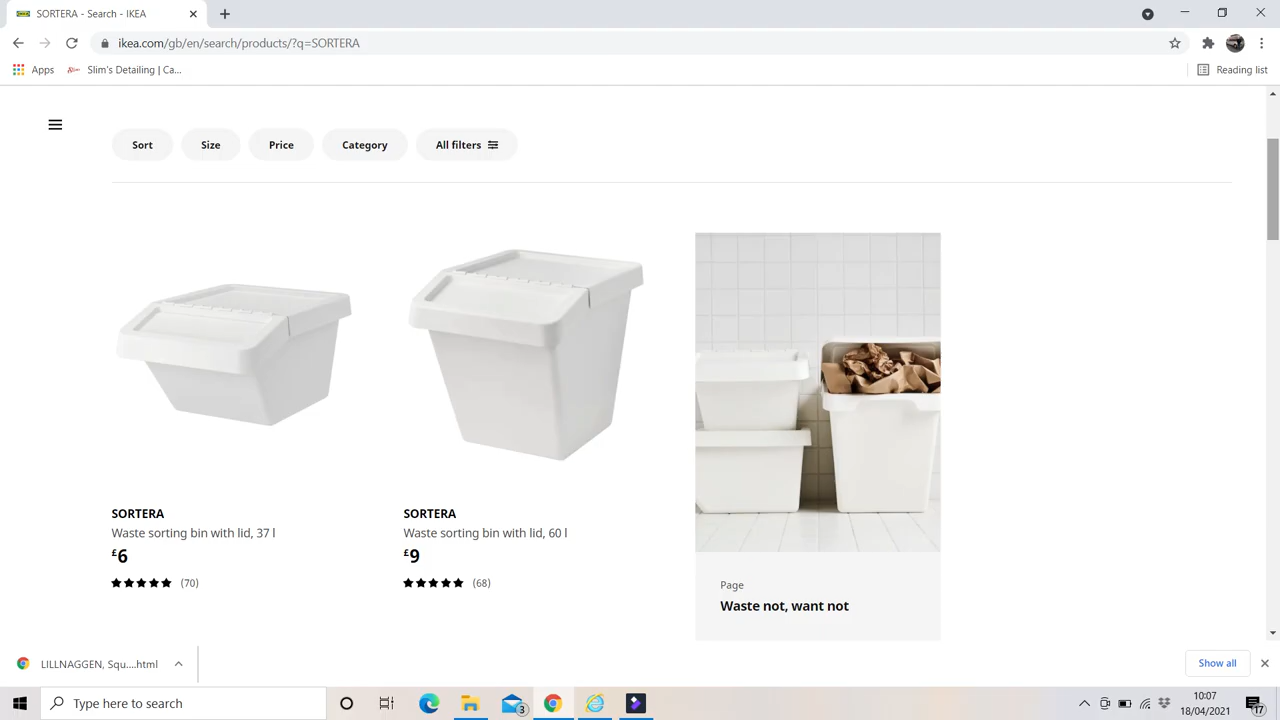 SORTERA - Search - IKEA
ikea.com/gb/en/search/products/?q=SORTERA
Apps
Slim's Detailing | Ca...
Reading list
Sort
Size
Price
Category
All filters
SORTERA
Waste sorting bin with lid, 37 l
£6
(70)
SORTERA
Waste sorting bin with lid, 60 l
£9
(68)
Page
Waste not, want not
LILLNAGGEN, Squ....html
Show all
Type here to search
3
10:07
18/04/2021
17